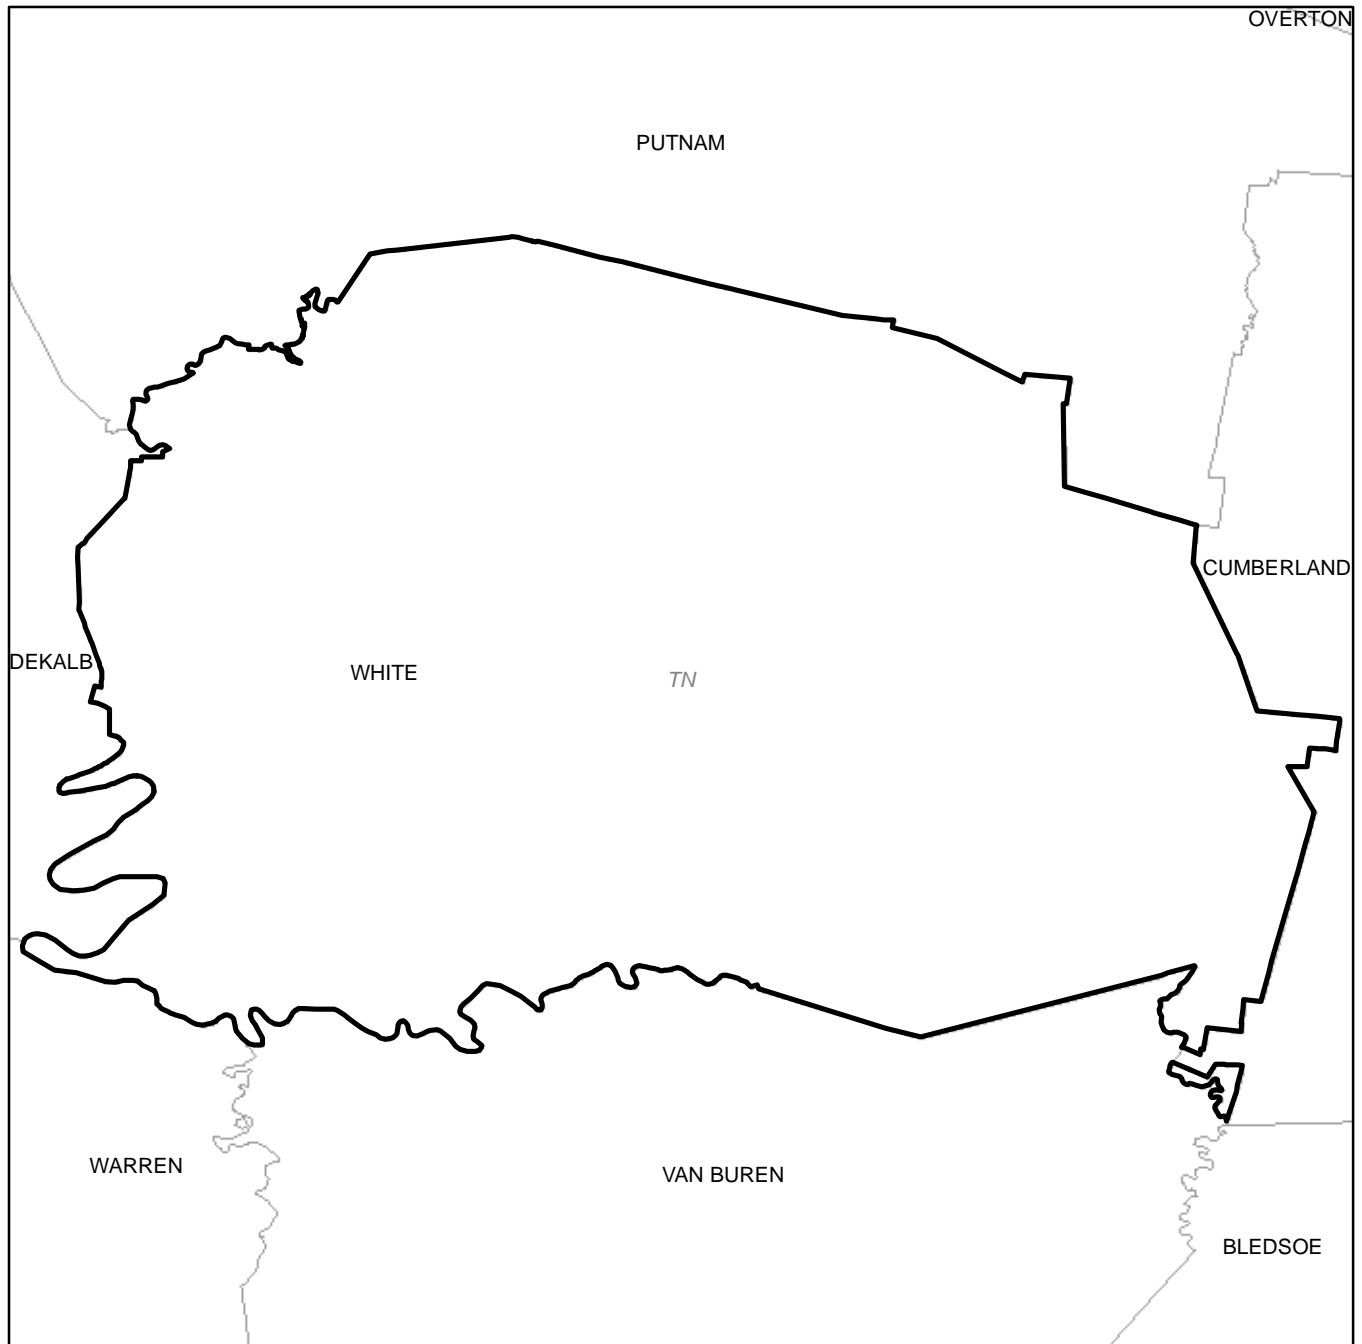 OVERTON
PUTNAM
CUMBERLAND
DEKALB
WHITE
TN
WARREN
VAN BUREN
BLEDSOE